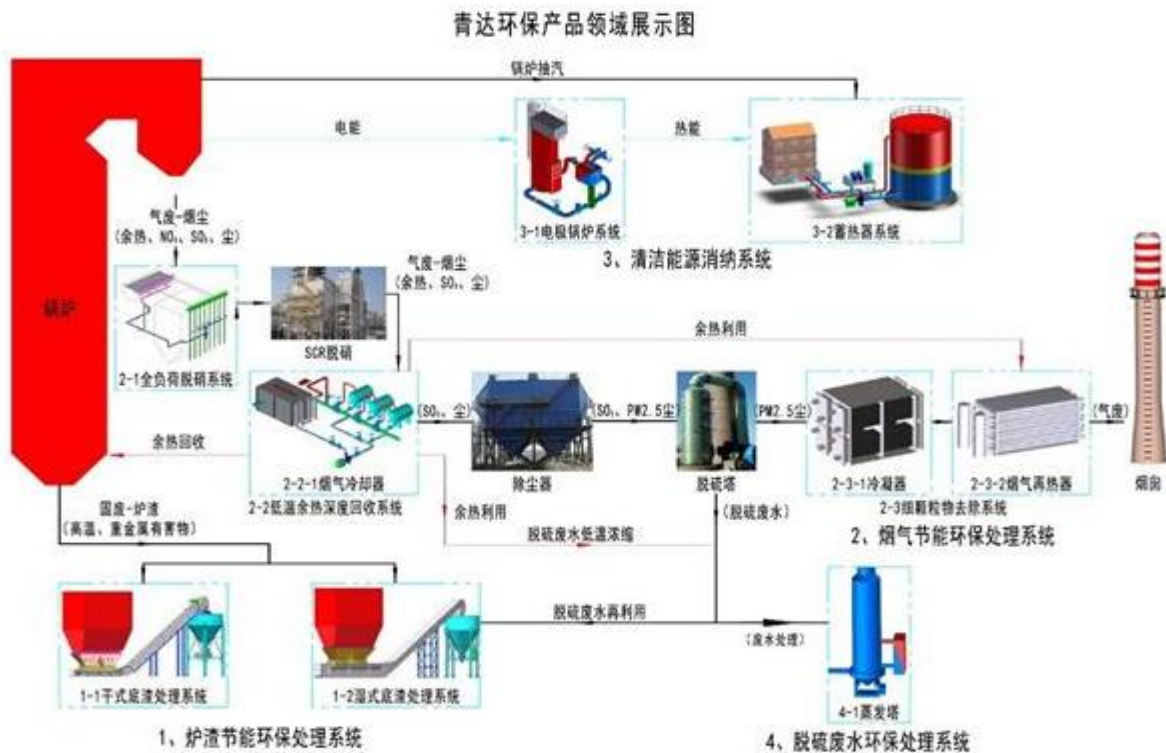 青达环保产品领域展示图
锅炉抽汽
电能
热能
3-1电极锅炉系统
3-2蓄热器系统
3、清洁能源消纳系统
气废-烟尘
(余热、NOₓ、SOₓ、尘)
气废-烟尘
(余热、SOₓ、尘)
锅炉
SCR脱硝
2-1全负荷脱硝系统
余热利用
(SOₓ、尘)
(SOₓ、PM2.5尘)
(PM2.5尘)
(气废)
余热回收
2-2-1烟气冷却器
除尘器
脱硫塔
2-3-1冷凝器
2-3-2烟气再热器
烟囱
2-2低温余热深度回收系统
2-3细颗粒物去除系统
固废-炉渣
(高温、重金属有害物)
余热利用
(脱硫废水)
2、烟气节能环保处理系统
脱硫废水低温浓缩
脱硫废水再利用
(废水处理)
1-1干式底渣处理系统
1-2湿式底渣处理系统
4-1蒸发塔
1、炉渣节能环保处理系统
4、脱硫废水环保处理系统